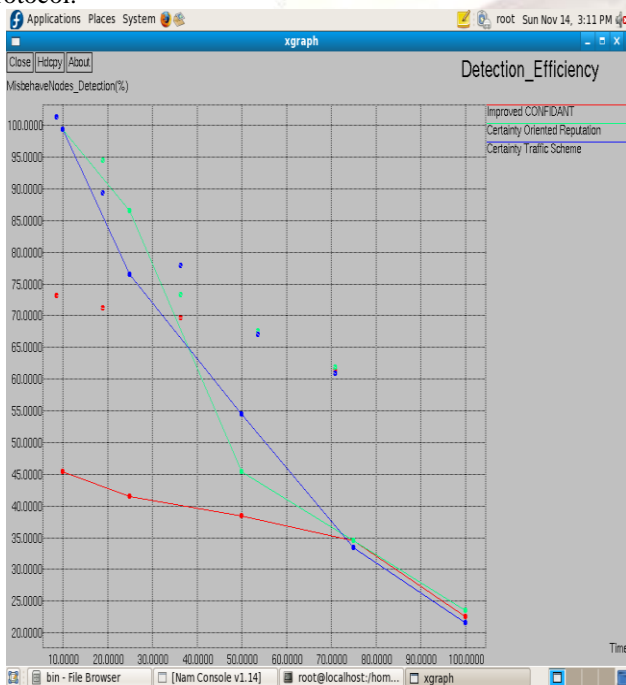 rotocol.
Applications Places System root Sun Nov 14, 3:11 PM
xgraph
Close Hdcpy About
Detection_Efficiency
MisbehaveNodes_Detection(%)
Improved CONFIDANT
Certainty Oriented Reputation
Certainty Traffic Scheme
100.0000
95.0000
90.0000
85.0000
80.0000
75.0000
70.0000
65.0000
60.0000
55.0000
50.0000
45.0000
40.0000
35.0000
30.0000
25.0000
20.0000
Time
10.0000 20.0000 30.0000 40.0000 50.0000 60.0000 70.0000 80.0000 90.0000 100.0000
bin - File Browser [Nam Console v1.14] root@localhost:/hom... xgraph